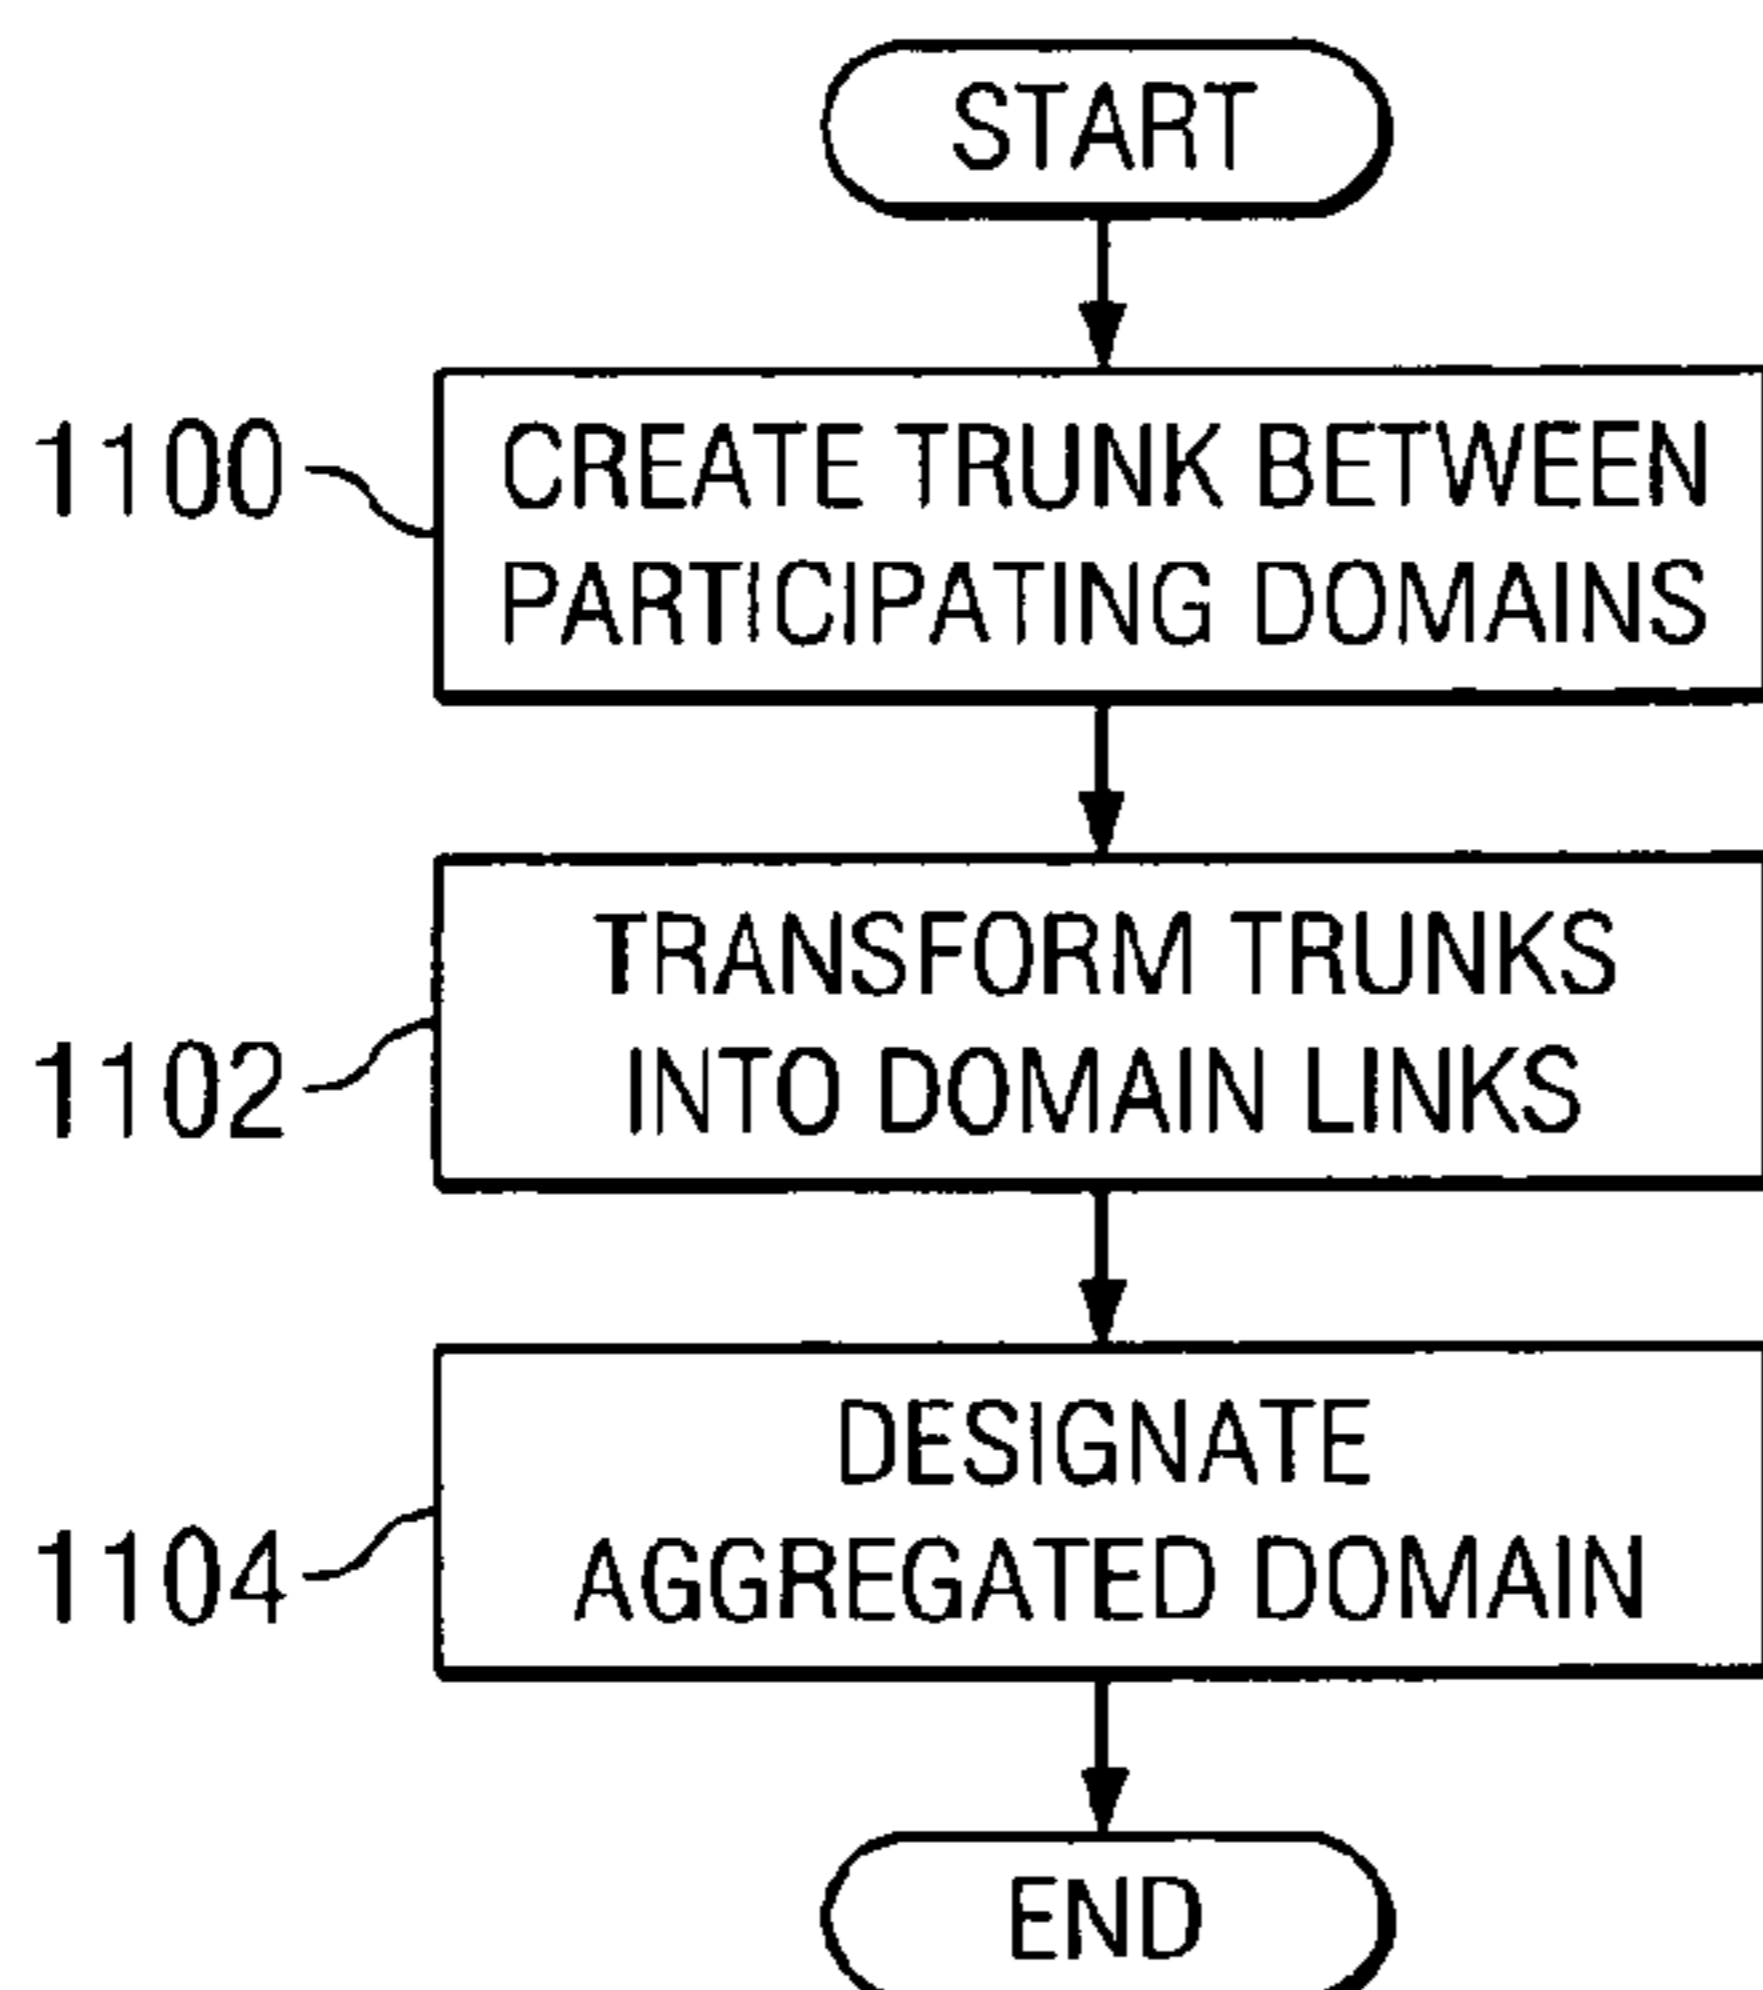 START
1100
CREATE TRUNK BETWEEN
PARTICIPATING DOMAINS
1102
TRANSFORM TRUNKS
INTO DOMAIN LINKS
1104
DESIGNATE
AGGREGATED DOMAIN
END